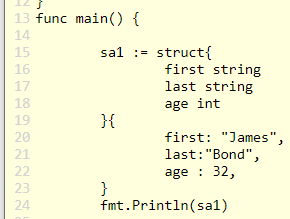 12 }
13 func main() {
14
15 sa1 := struct{
16 first string
17 last string
18 age int
19 }{
20 first: "James",
21 last:"Bond",
22 age : 32,
23 }
24 fmt.Println(sa1)